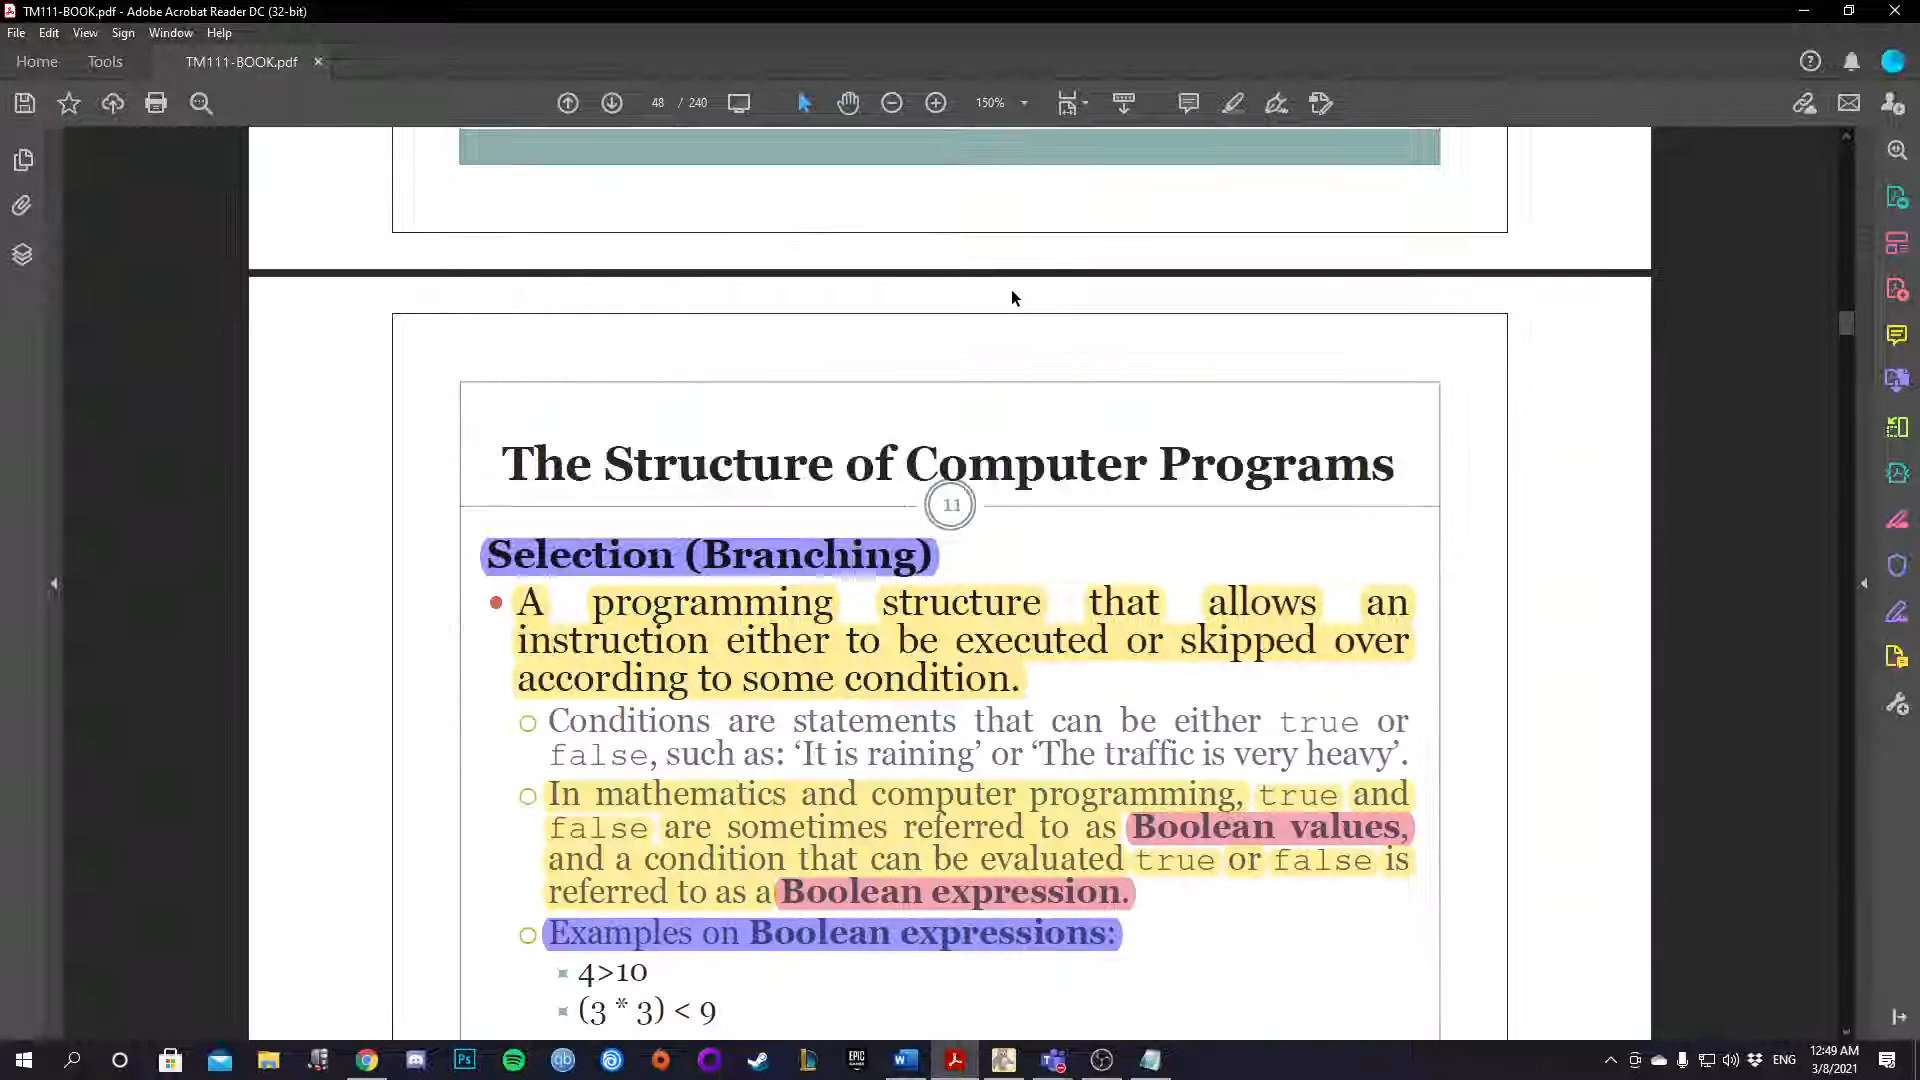 TM111-BOOK.pdf - Adobe Acrobat Reader DC (32-bit)
File Edit View Sign Window Help
Home Tools TM111-BOOK.pdf
48 / 240 150%
The Structure of Computer Programs
11
Selection (Branching)
A programming structure that allows an
instruction either to be executed or skipped over
according to some condition.
Conditions are statements that can be either true or
false, such as: ‘It is raining’ or ‘The traffic is very heavy’.
In mathematics and computer programming, true and
false are sometimes referred to as Boolean values,
and a condition that can be evaluated true or false is
referred to as a Boolean expression.
Examples on Boolean expressions:
4>10
(3 * 3) < 9
Ps qb EPIC GAMES ENG 12:49 AM
3/8/2021